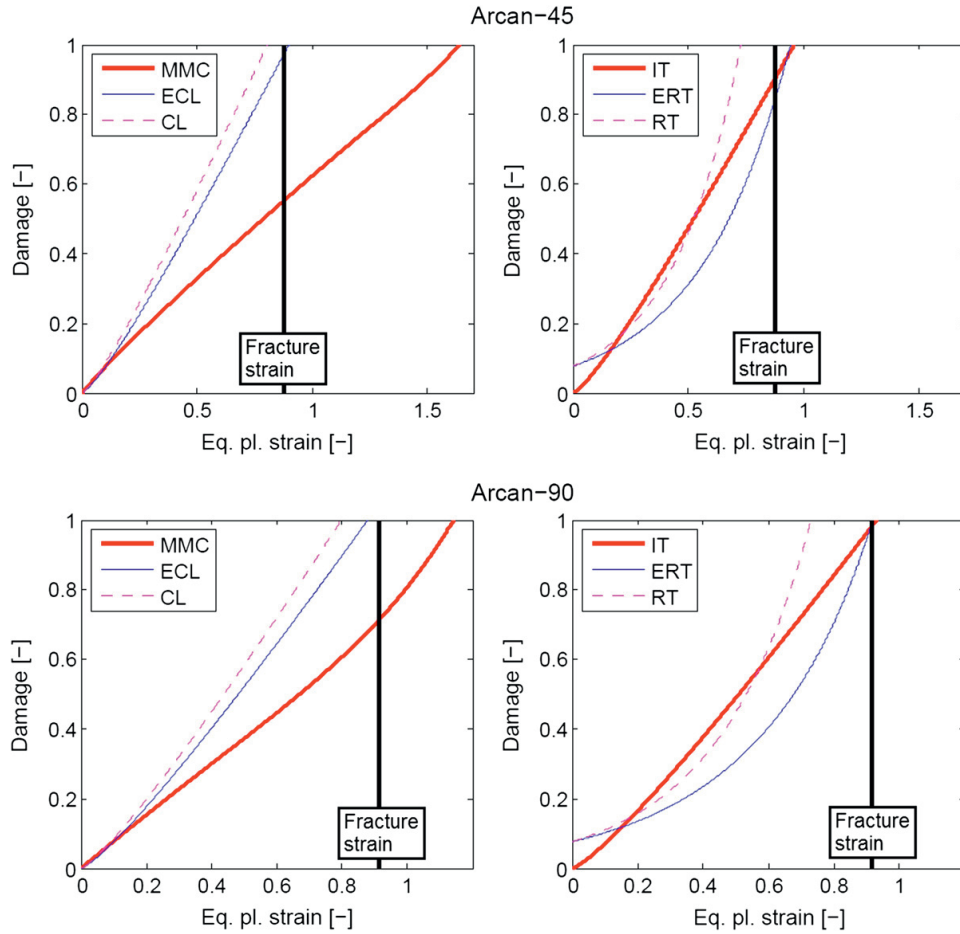 Arcan−45
MMC
ECL
CL
Fracture
strain
Damage [−]
1
0.8
0.6
0.4
0.2
0
0
0.5
1
1.5
Eq. pl. strain [−]
IT
ERT
RT
Fracture
strain
Damage [−]
1
0.8
0.6
0.4
0.2
0
0
0.5
1
1.5
Eq. pl. strain [−]
Arcan−90
MMC
ECL
CL
Fracture
strain
Damage [−]
1
0.8
0.6
0.4
0.2
0
0
0.2
0.4
0.6
0.8
1
Eq. pl. strain [−]
IT
ERT
RT
Fracture
strain
Damage [−]
1
0.8
0.6
0.4
0.2
0
0
0.2
0.4
0.6
0.8
1
Eq. pl. strain [−]